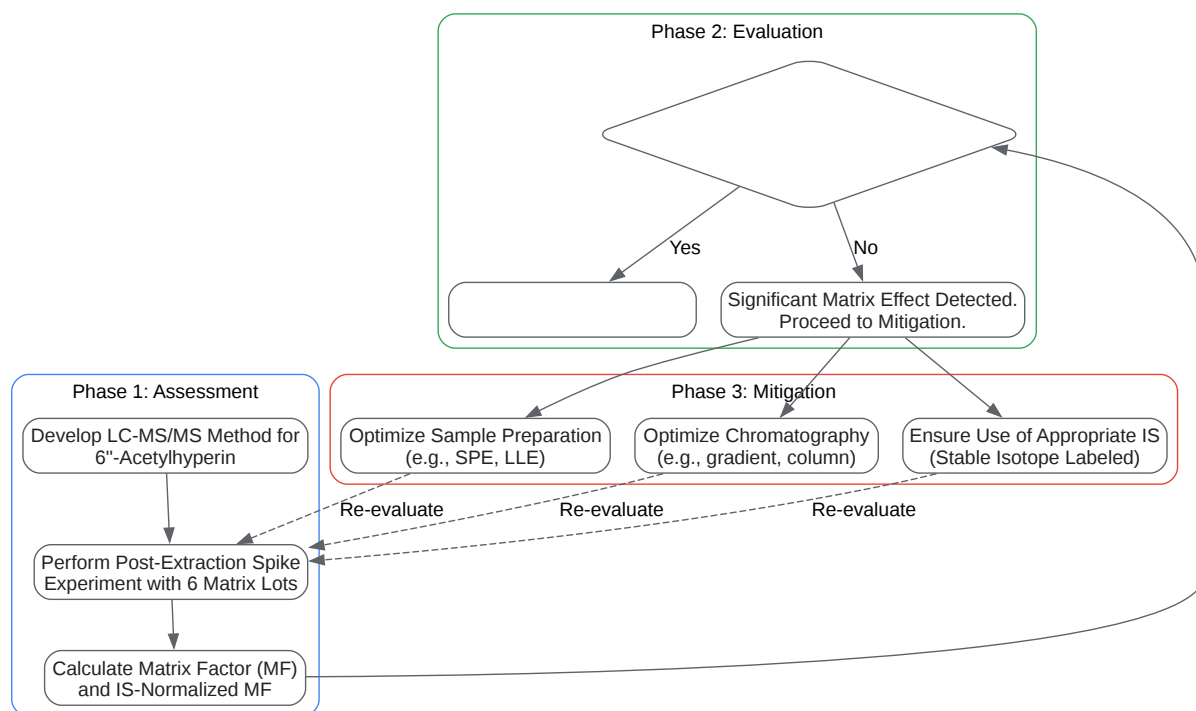 Phase 2: Evaluation
Yes
No
Significant Matrix Effect Detected.
Proceed to Mitigation.
Phase 1: Assessment
Develop LC-MS/MS Method for
6"-Acetylhyperin
Perform Post-Extraction Spike
Experiment with 6 Matrix Lots
Calculate Matrix Factor (MF)
and IS-Normalized MF
Phase 3: Mitigation
Optimize Sample Preparation
(e.g., SPE, LLE)
Optimize Chromatography
(e.g., gradient, column)
Ensure Use of Appropriate IS
(Stable Isotope Labeled)
Re-evaluate
Re-evaluate
Re-evaluate